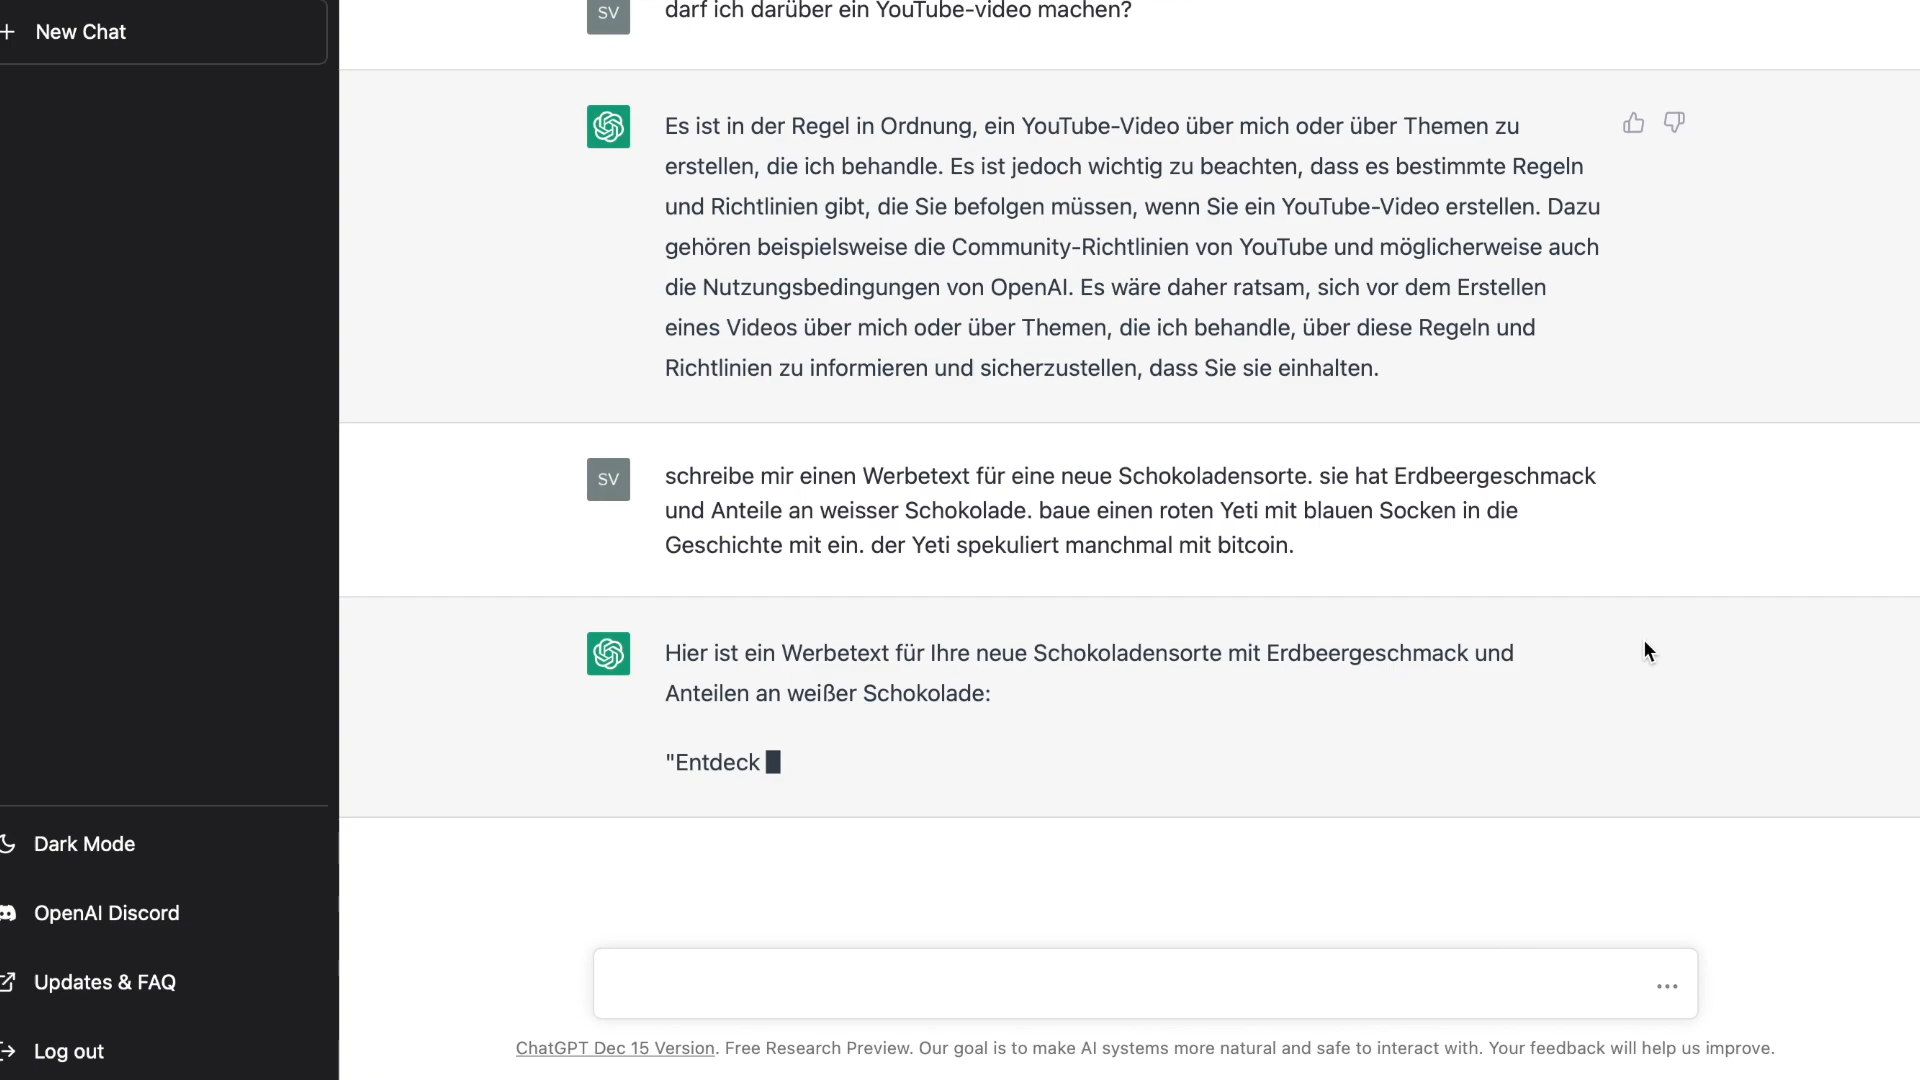 New Chat
SV
darf ich darüber ein YouTube-video machen?
Es ist in der Regel in Ordnung, ein YouTube-Video über mich oder über Themen zu
erstellen, die ich behandle. Es ist jedoch wichtig zu beachten, dass es bestimmte Regeln
und Richtlinien gibt, die Sie befolgen müssen, wenn Sie ein YouTube-Video erstellen. Dazu
gehören beispielsweise die Community-Richtlinien von YouTube und möglicherweise auch
die Nutzungsbedingungen von OpenAI. Es wäre daher ratsam, sich vor dem Erstellen
eines Videos über mich oder über Themen, die ich behandle, über diese Regeln und
Richtlinien zu informieren und sicherzustellen, dass Sie sie einhalten.
SV
schreibe mir einen Werbetext für eine neue Schokoladensorte. sie hat Erdbeergeschmack
und Anteile an weisser Schokolade. baue einen roten Yeti mit blauen Socken in die
Geschichte mit ein. der Yeti spekuliert manchmal mit bitcoin.
Hier ist ein Werbetext für Ihre neue Schokoladensorte mit Erdbeergeschmack und
Anteilen an weißer Schokolade:
"Entdeck
Dark Mode
OpenAI Discord
Updates & FAQ
Log out
ChatGPT Dec 15 Version. Free Research Preview. Our goal is to make AI systems more natural and safe to interact with. Your feedback will help us improve.